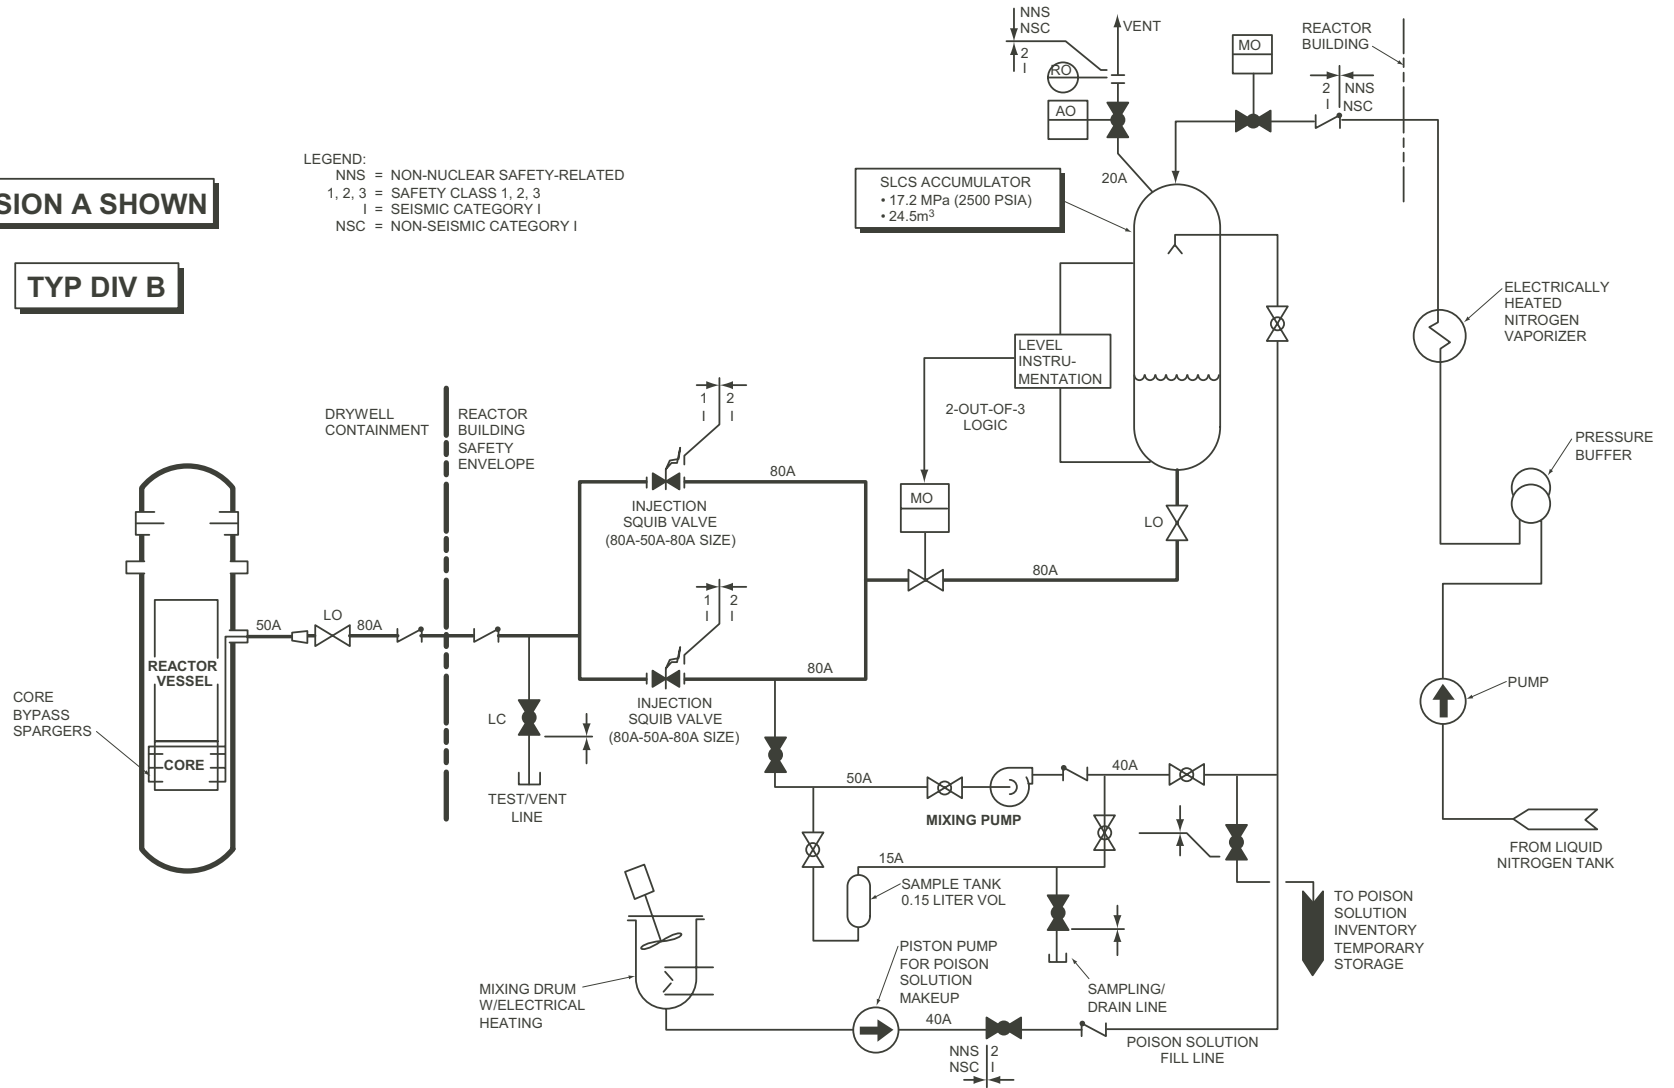 NNS
NSC
2
I
VENT
RO
AO
MO
REACTOR
BUILDING
2
I
NNS
NSC
SION A SHOWN
LEGEND:
NNS = NON-NUCLEAR SAFETY-RELATED
1, 2, 3 = SAFETY CLASS 1, 2, 3
I = SEISMIC CATEGORY I
NSC = NON-SEISMIC CATEGORY I
TYP DIV B
20A
SLCS ACCUMULATOR
• 17.2 MPa (2500 PSIA)
• 24.5m³
LEVEL
INSTRU-
MENTATION
2-OUT-OF-3
LOGIC
ELECTRICALLY
HEATED
NITROGEN
VAPORIZER
PRESSURE
BUFFER
DRYWELL
CONTAINMENT
REACTOR
BUILDING
SAFETY
ENVELOPE
1
I
2
I
80A
INJECTION
SQUIB VALVE
(80A-50A-80A SIZE)
MO
LO
80A
1
I
2
I
80A
INJECTION
SQUIB VALVE
(80A-50A-80A SIZE)
50A
LO
80A
REACTOR
VESSEL
CORE
CORE
BYPASS
SPARGERS
LC
TEST/VENT
LINE
PUMP
50A
MIXING PUMP
40A
15A
SAMPLE TANK
0.15 LITER VOL
FROM LIQUID
NITROGEN TANK
TO POISON
SOLUTION
INVENTORY
TEMPORARY
STORAGE
PISTON PUMP
FOR POISON
SOLUTION
MAKEUP
SAMPLING/
DRAIN LINE
MIXING DRUM
W/ELECTRICAL
HEATING
40A
NNS
NSC
2
I
POISON SOLUTION
FILL LINE